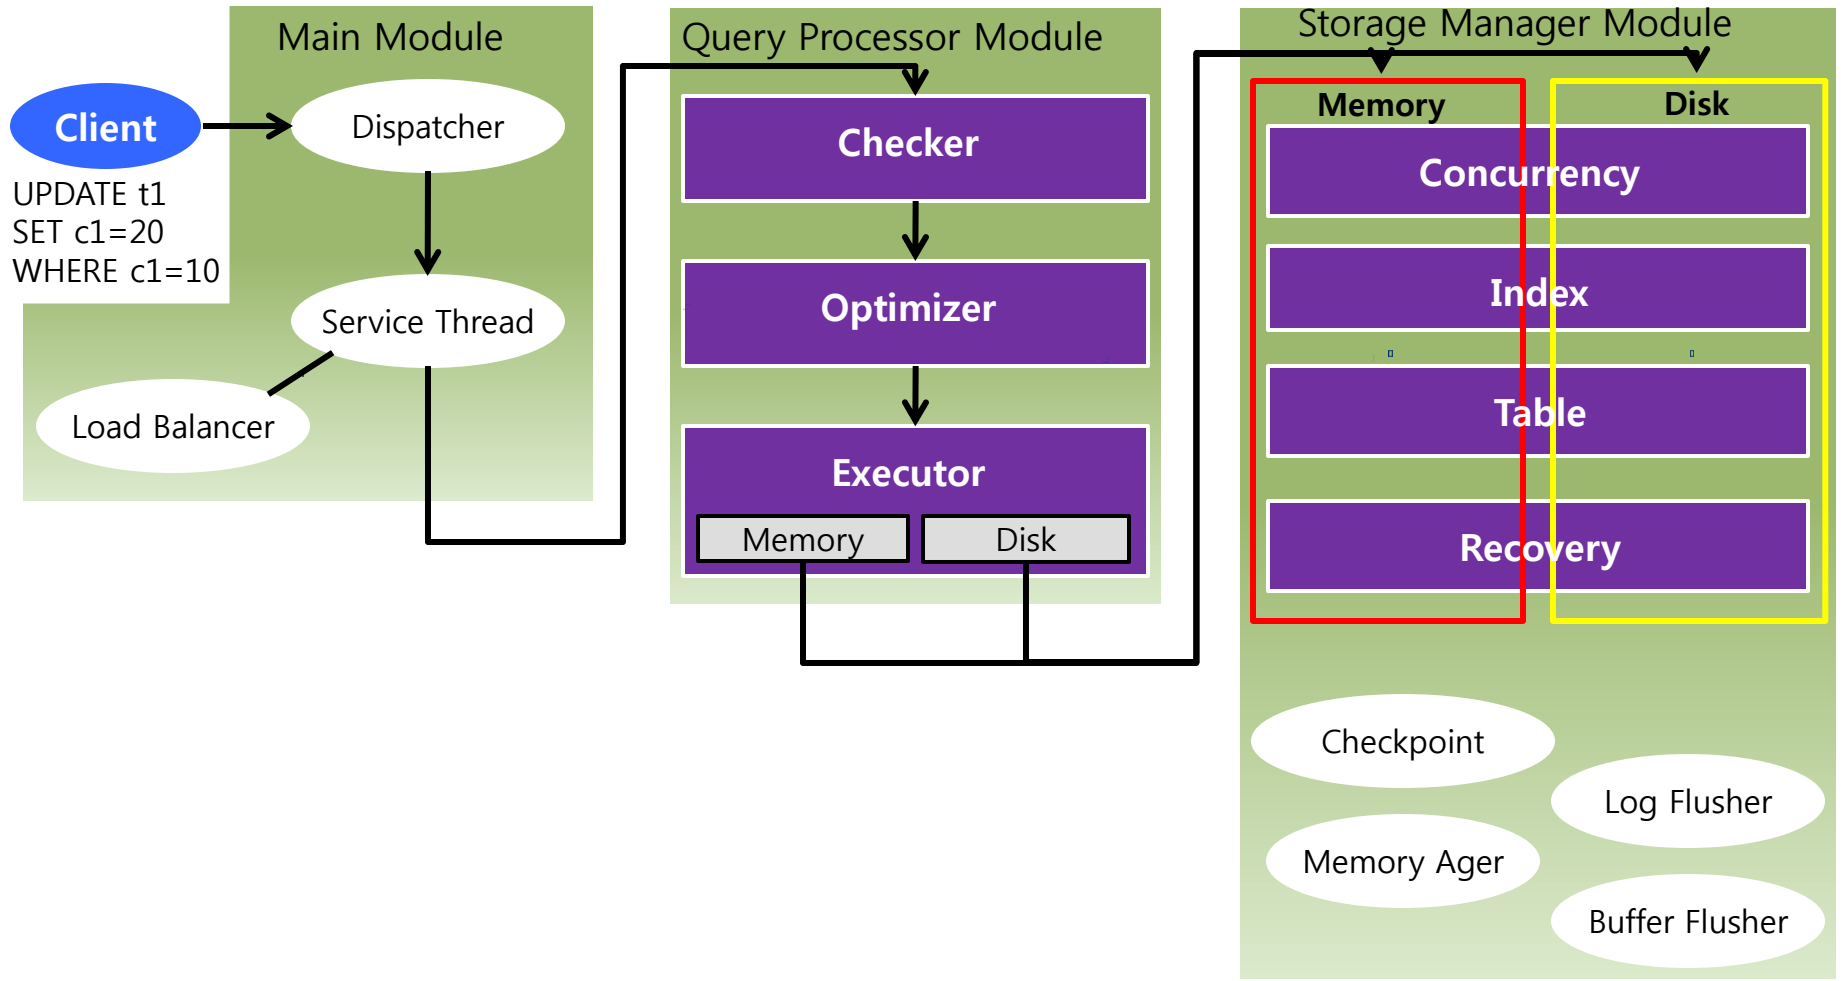 Main Module
Client
UPDATE t1
SET c1=20
WHERE c1=10
Dispatcher
Service Thread
Load Balancer
Query Processor Module
Checker
Optimizer
Executor
Memory
Disk
Storage Manager Module
Memory
Disk
Concurrency
Index
Table
Recovery
Checkpoint
Log Flusher
Memory Ager
Buffer Flusher